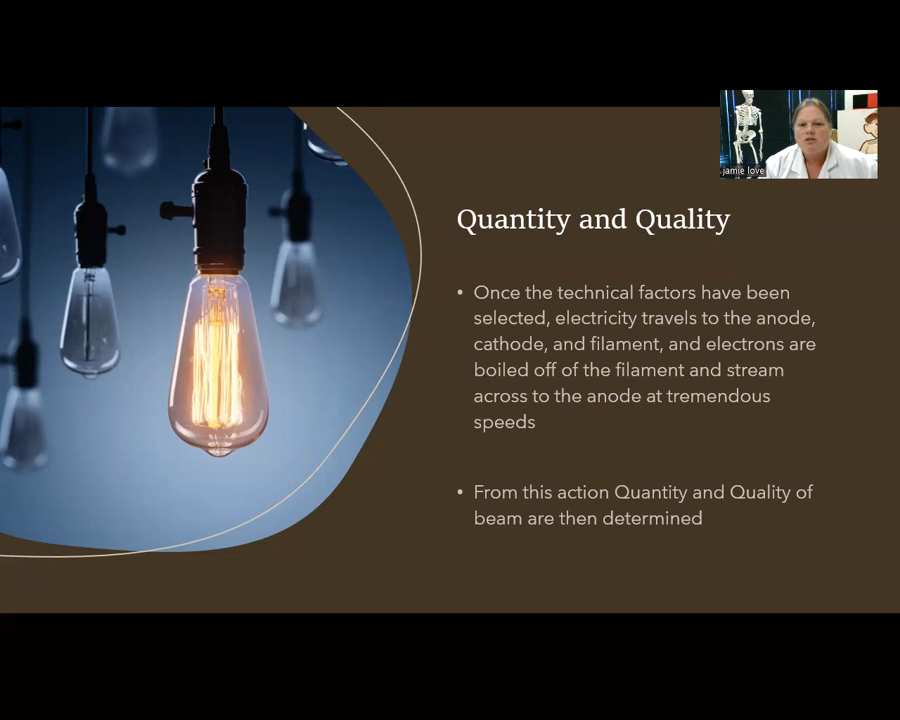 jamie love
Quantity and Quality
• Once the technical factors have been
selected, electricity travels to the anode,
cathode, and filament, and electrons are
boiled off of the filament and stream
across to the anode at tremendous
speeds
• From this action Quantity and Quality of
beam are then determined